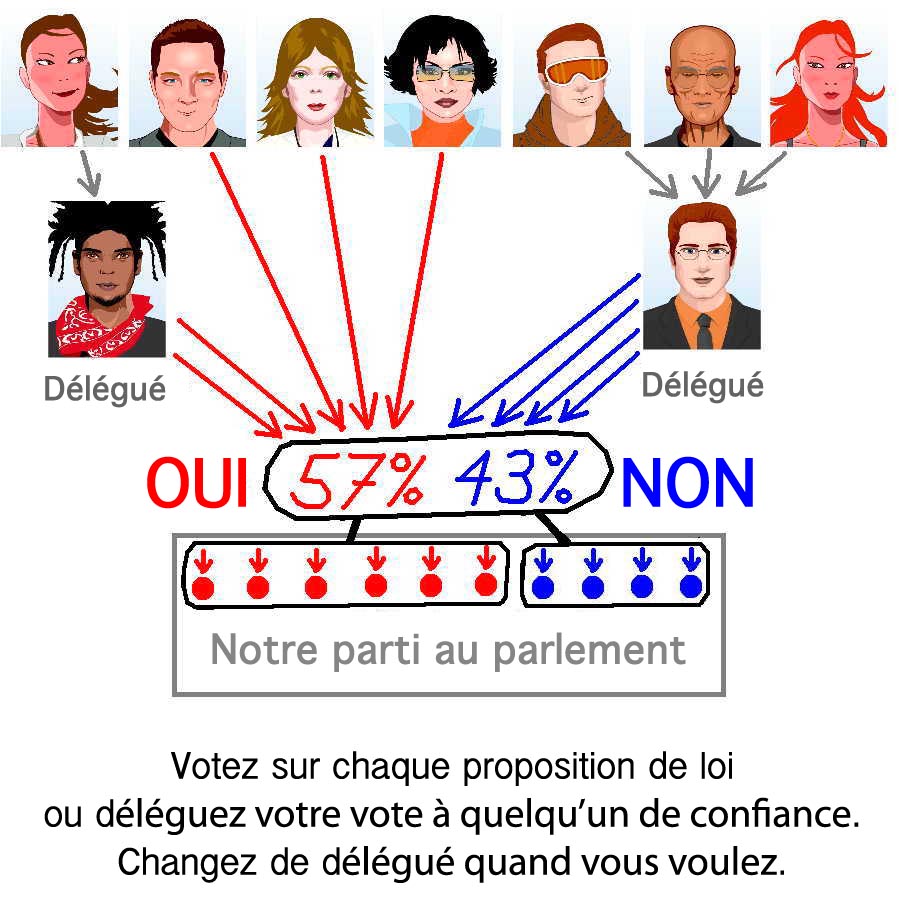 Délégué
Délégué
OUI 57% 43% NON
Notre parti au parlement
Votez sur chaque proposition de loi
ou déléguez votre vote à quelqu’un de confiance.
Changez de délégué quand vous voulez.